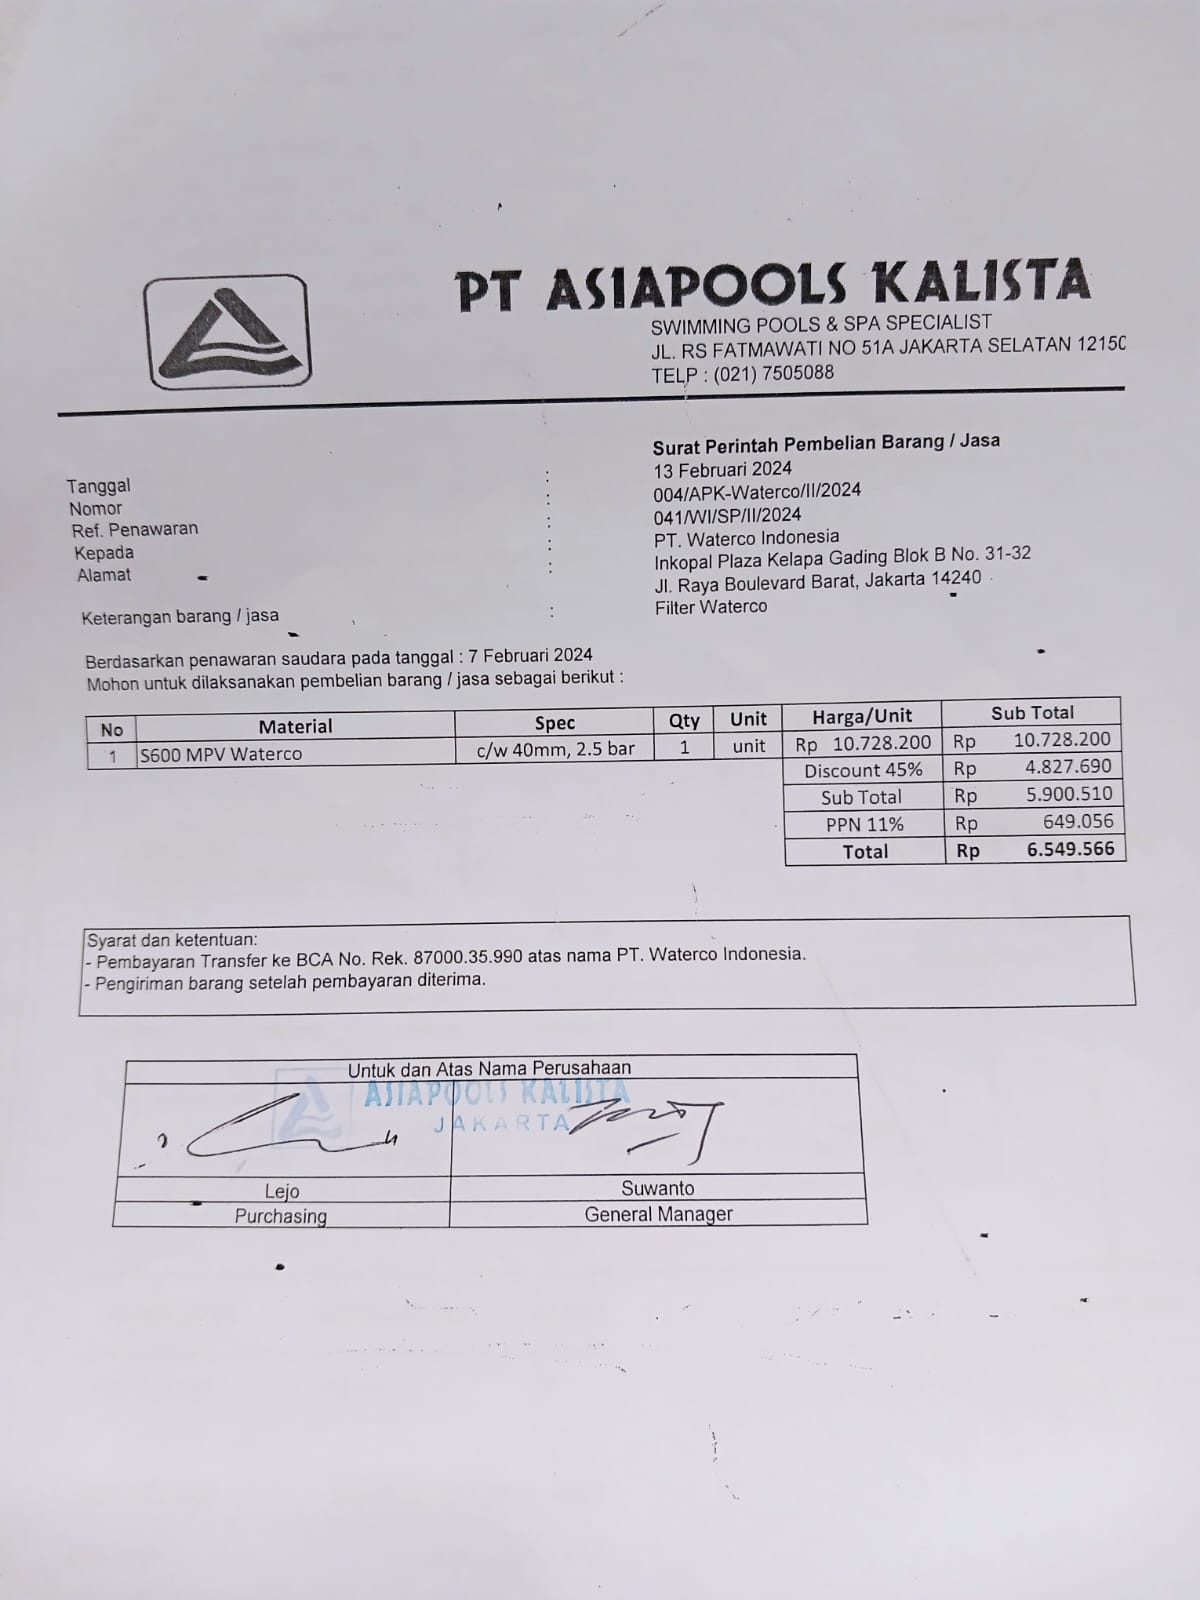 PT ASIAPOOLS KALISTA
SWIMMING POOLS & SPA SPECIALIST
JL. RS FATMAWATI NO 51A JAKARTA SELATAN 12150
TELP : (021) 7505088
Surat Perintah Pembelian Barang / Jasa
Tanggal : 13 Februari 2024
Nomor : 004/APK-Waterco/II/2024
Ref. Penawaran : 041/WI/SP/II/2024
Kepada : PT. Waterco Indonesia
Alamat : Inkopal Plaza Kelapa Gading Blok B No. 31-32
Jl. Raya Boulevard Barat, Jakarta 14240
Keterangan barang / jasa : Filter Waterco
Berdasarkan penawaran saudara pada tanggal : 7 Februari 2024
Mohon untuk dilaksanakan pembelian barang / jasa sebagai berikut :
No Material Spec Qty Unit Harga/Unit Sub Total
1 S600 MPV Waterco c/w 40mm, 2.5 bar 1 unit Rp 10.728.200 Rp 10.728.200
Discount 45% Rp 4.827.690
Sub Total Rp 5.900.510
PPN 11% Rp 649.056
Total Rp 6.549.566
Syarat dan ketentuan:
- Pembayaran Transfer ke BCA No. Rek. 87000.35.990 atas nama PT. Waterco Indonesia.
- Pengiriman barang setelah pembayaran diterima.
Untuk dan Atas Nama Perusahaan
ASIAPOOLS KALISTA
JAKARTA
Lejo Suwanto
Purchasing General Manager